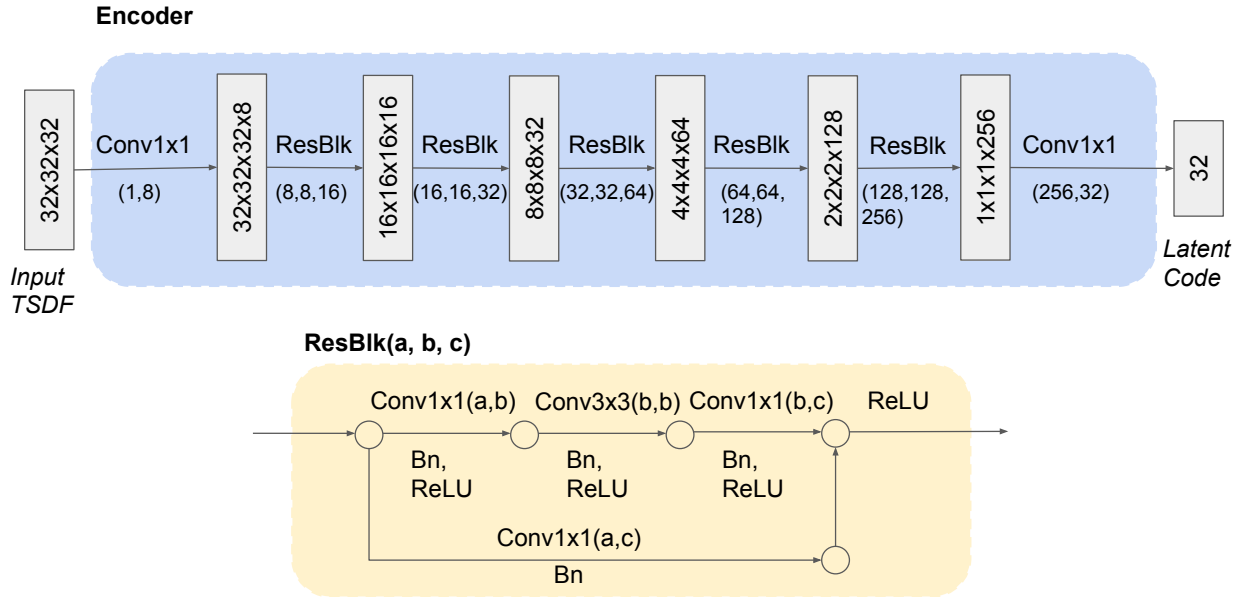 Encoder
32x32x32
Conv1x1
(1,8)
32x32x32x8
ResBlk
(8,8,16)
16x16x16x16
ResBlk
(16,16,32)
8x8x8x32
ResBlk
(32,32,64)
4x4x4x64
ResBlk
(64,64,
128)
2x2x2x128
ResBlk
(128,128,
256)
1x1x1x256
Conv1x1
(256,32)
32
Input
TSDF
Latent
Code
ResBlk(a, b, c)
Conv1x1(a,b)
Conv3x3(b,b)
Conv1x1(b,c)
ReLU
Bn,
ReLU
Bn,
ReLU
Bn,
ReLU
Conv1x1(a,c)
Bn